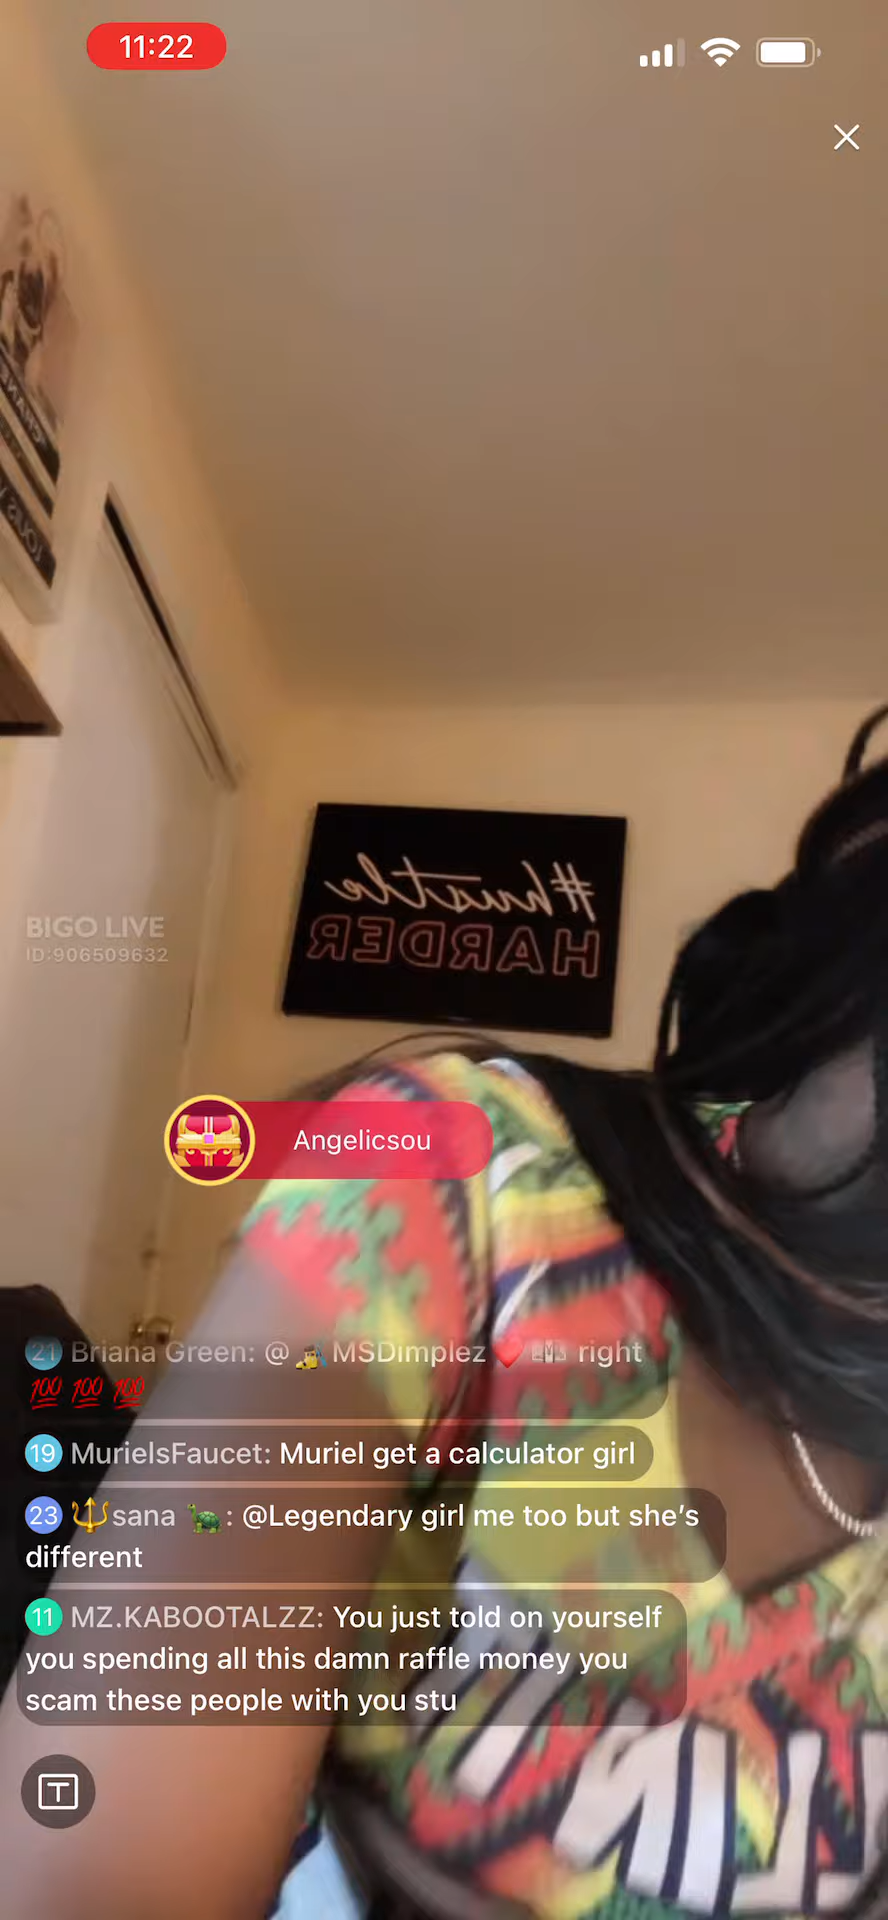 11:22
CHANE
LOUIS V
#hustle
HARDER
BIGO LIVE
ID:906509632
Angelicsou
21 Briana Green: @ MSDimplez ❤️ right
💯 💯 💯
19 MurielsFaucet: Muriel get a calculator girl
23 🔱sana 🐢: @Legendary girl me too but she’s
different
11 MZ.KABOOTALZZ: You just told on yourself
you spending all this damn raffle money you
scam these people with you stu
T